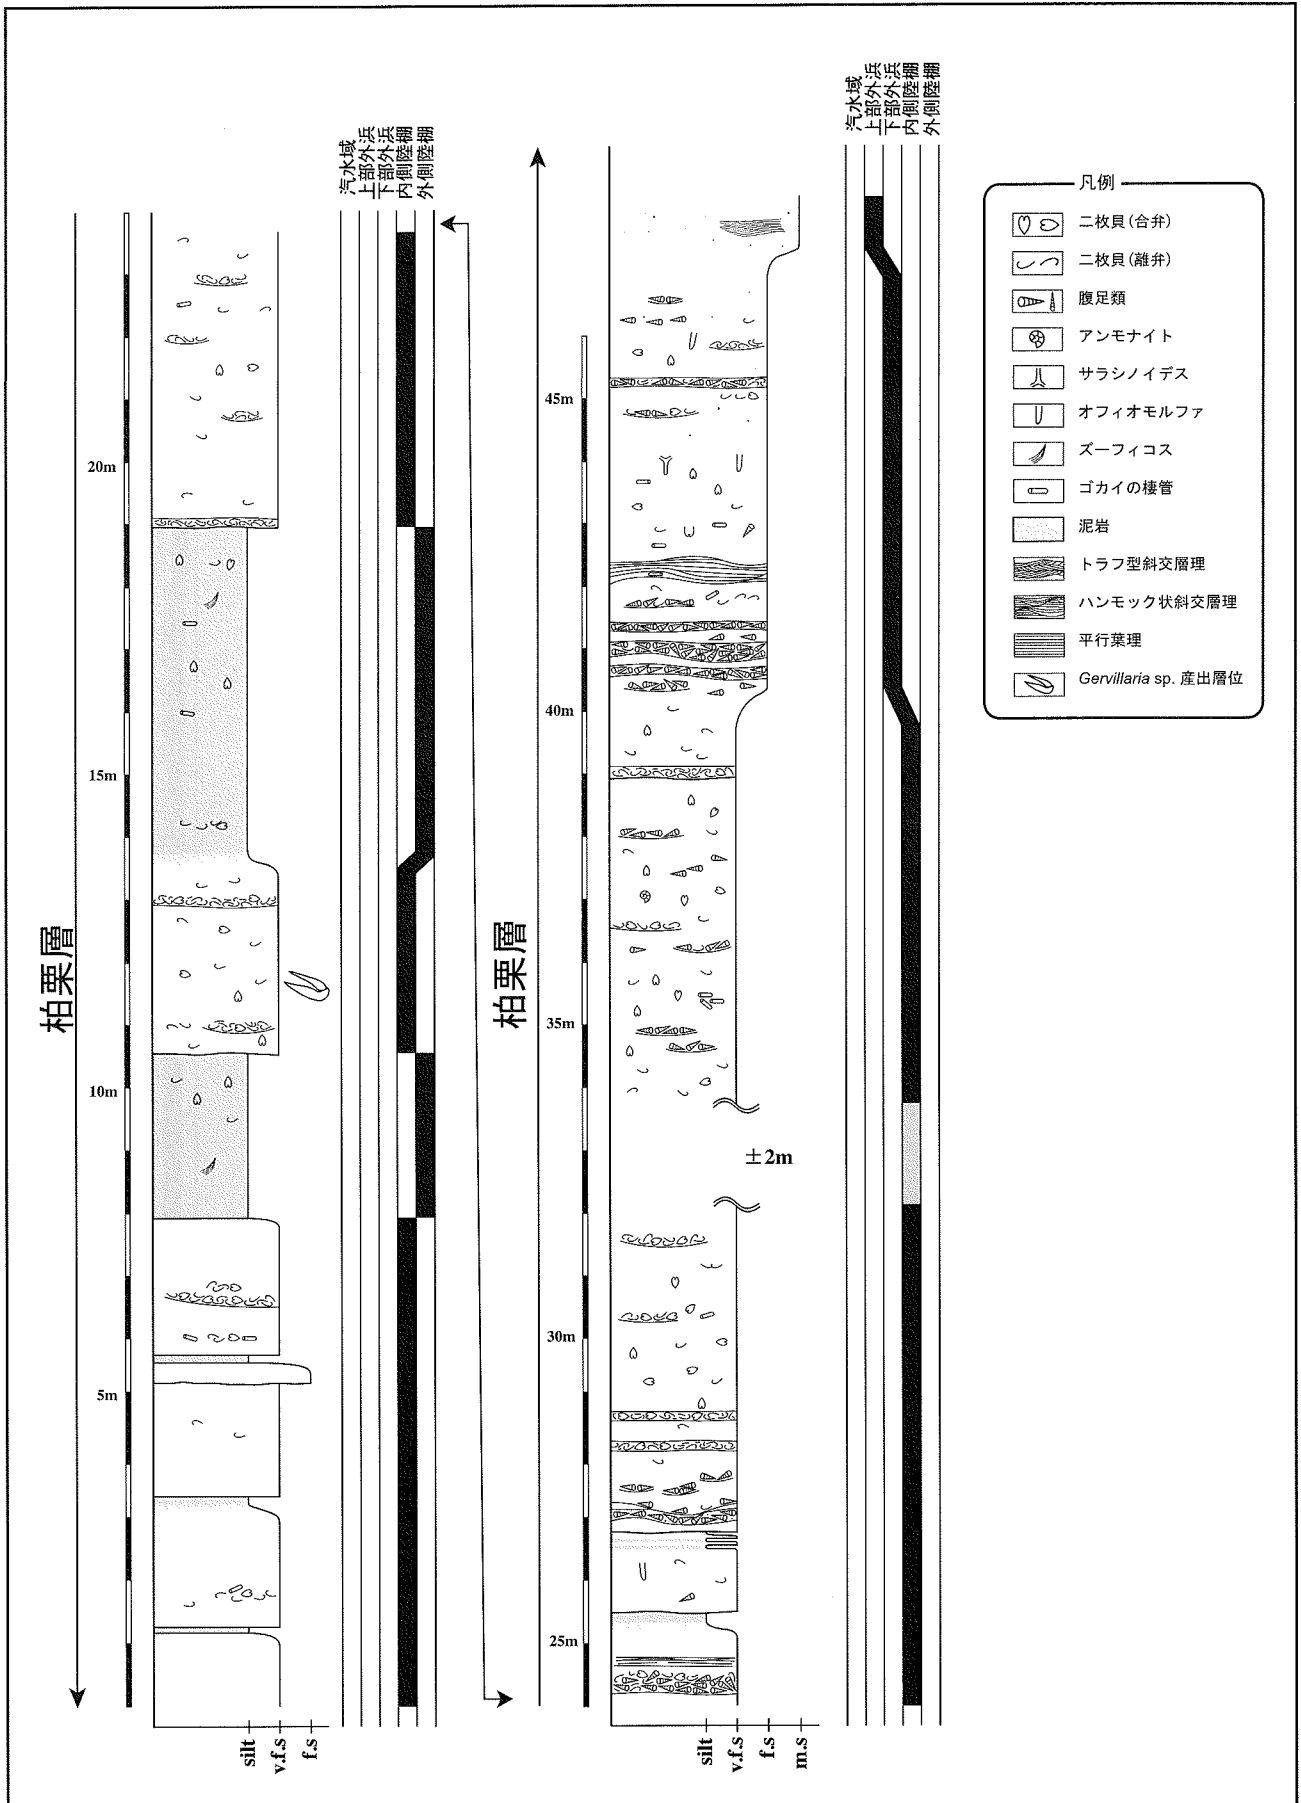 汽水域
上部外浜
下部外浜
内側陸棚
外側陸棚
柏栗層
20m
15m
10m
5m
silt
v.f.s
f.s
汽水域
上部外浜
下部外浜
内側陸棚
外側陸棚
柏栗層
45m
40m
35m
±2m
30m
25m
silt
v.f.s
f.s
m.s
凡例
二枚貝(合弁)
二枚貝(離弁)
腹足類
アンモナイト
サラシノイデス
オフィオモルファ
ズーフィコス
ゴカイの棲管
泥岩
トラフ型斜交層理
ハンモック状斜交層理
平行葉理
Gervillaria sp. 産出層位